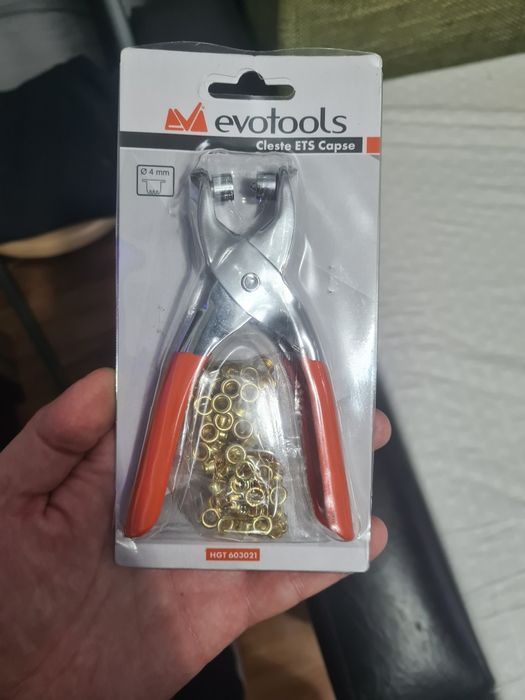 evotools
Cleste ETS Capse
Ø 4 mm
HGT 603021